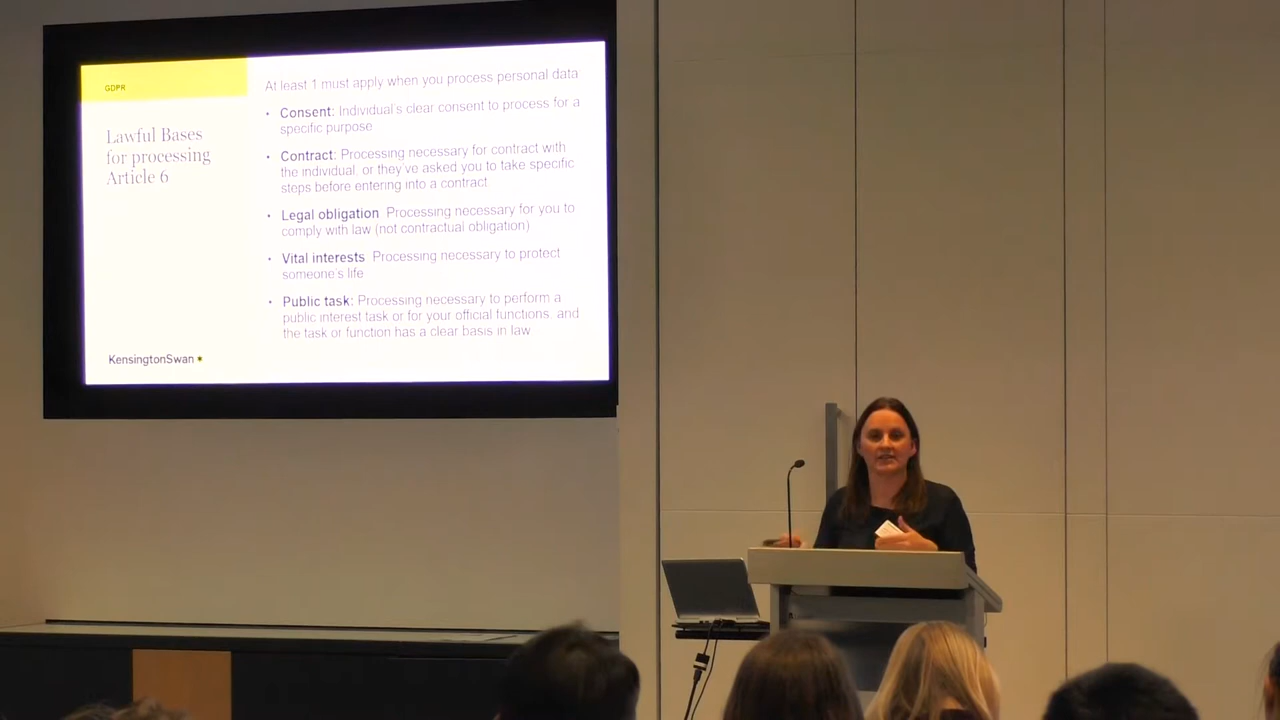 GDPR
Lawful Bases
for processing
Article 6
At least 1 must apply when you process personal data
• Consent: Individual's clear consent to process for a
specific purpose
• Contract: Processing necessary for contract with
the individual, or they've asked you to take specific
steps before entering into a contract
• Legal obligation Processing necessary for you to
comply with law (not contractual obligation)
• Vital interests Processing necessary to protect
someone's life
• Public task: Processing necessary to perform a
public interest task or for your official functions, and
the task or function has a clear basis in law
KensingtonSwan*